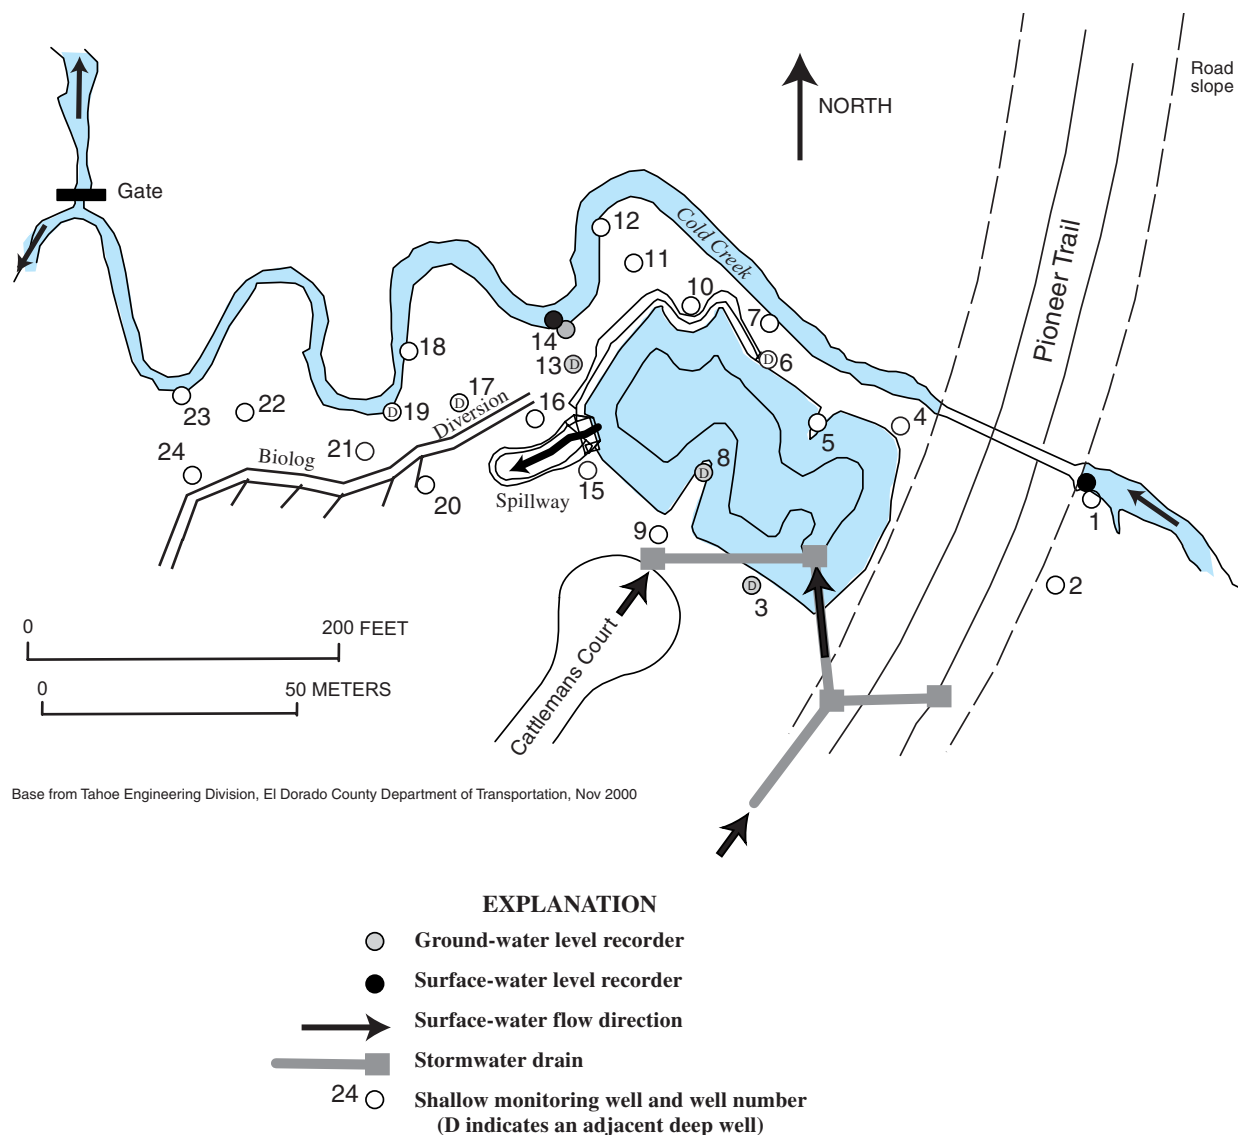 Road
slope
NORTH
Gate
Cold Creek
Pioneer Trail
12
11
10
7
14
13
6
18
17
16
4
23
22
19
Diversion
5
24
21
Biolog
8
20
15
Spillway
1
9
3
2
0
200 FEET
0
50 METERS
Cattlemans Court
D
D
D
D
D
D
Base from Tahoe Engineering Division, El Dorado County Department of Transportation, Nov 2000
EXPLANATION
Ground-water level recorder
Surface-water level recorder
Surface-water flow direction
Stormwater drain
24
Shallow monitoring well and well number
(D indicates an adjacent deep well)